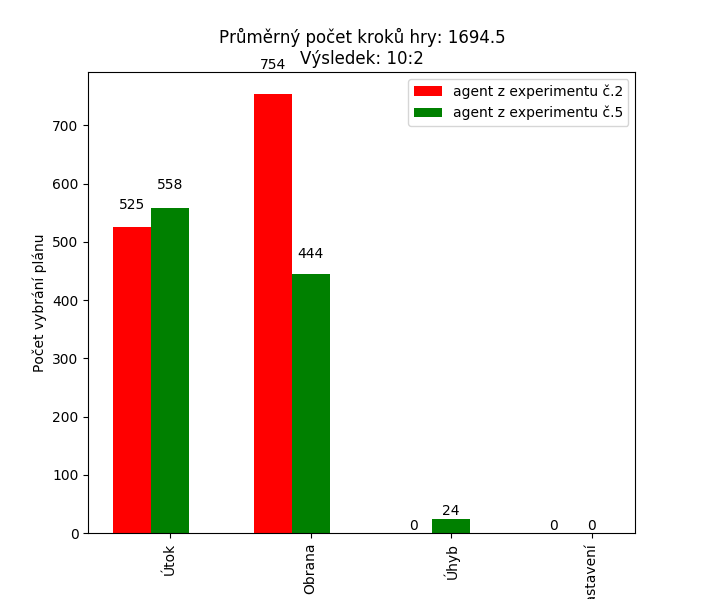 Průměrný počet kroků hry: 1694.5
Výsledek: 10:2
agent z experimentu č.2
agent z experimentu č.5
Počet vybrání plánu
700
600
500
400
300
200
100
0
525
558
754
444
0
24
0
0
Útok
Obrana
Úhyb